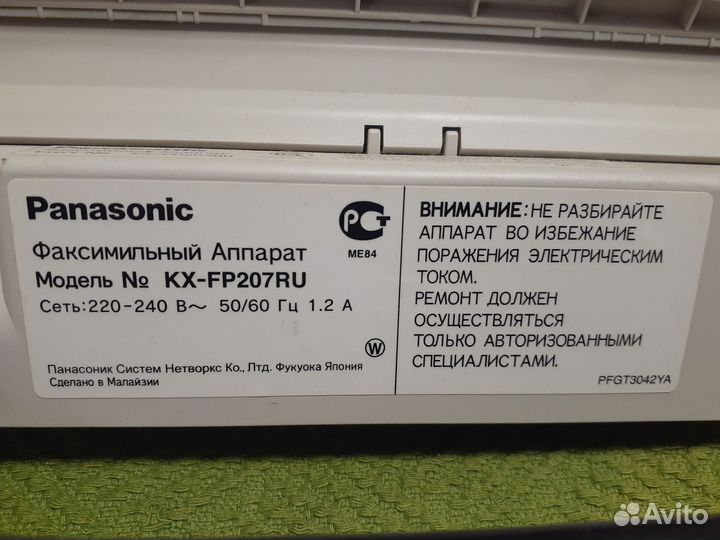 Panasonic
Факсимильный Аппарат
Модель № KX-FP207RU
Сеть:220-240 В~ 50/60 Гц 1.2 А
Панасоник Систем Нетворкс Ко., Лтд. Фукуока Япония
Сделано в Малайзии
W
РСТ
ME84
ВНИМАНИЕ: НЕ РАЗБИРАЙТЕ
АППАРАТ ВО ИЗБЕЖАНИЕ
ПОРАЖЕНИЯ ЭЛЕКТРИЧЕСКИМ
ТОКОМ.
РЕМОНТ ДОЛЖЕН
ОСУЩЕСТВЛЯТЬСЯ
ТОЛЬКО АВТОРИЗОВАННЫМИ
СПЕЦИАЛИСТАМИ.
PFGT3042YA
Avito